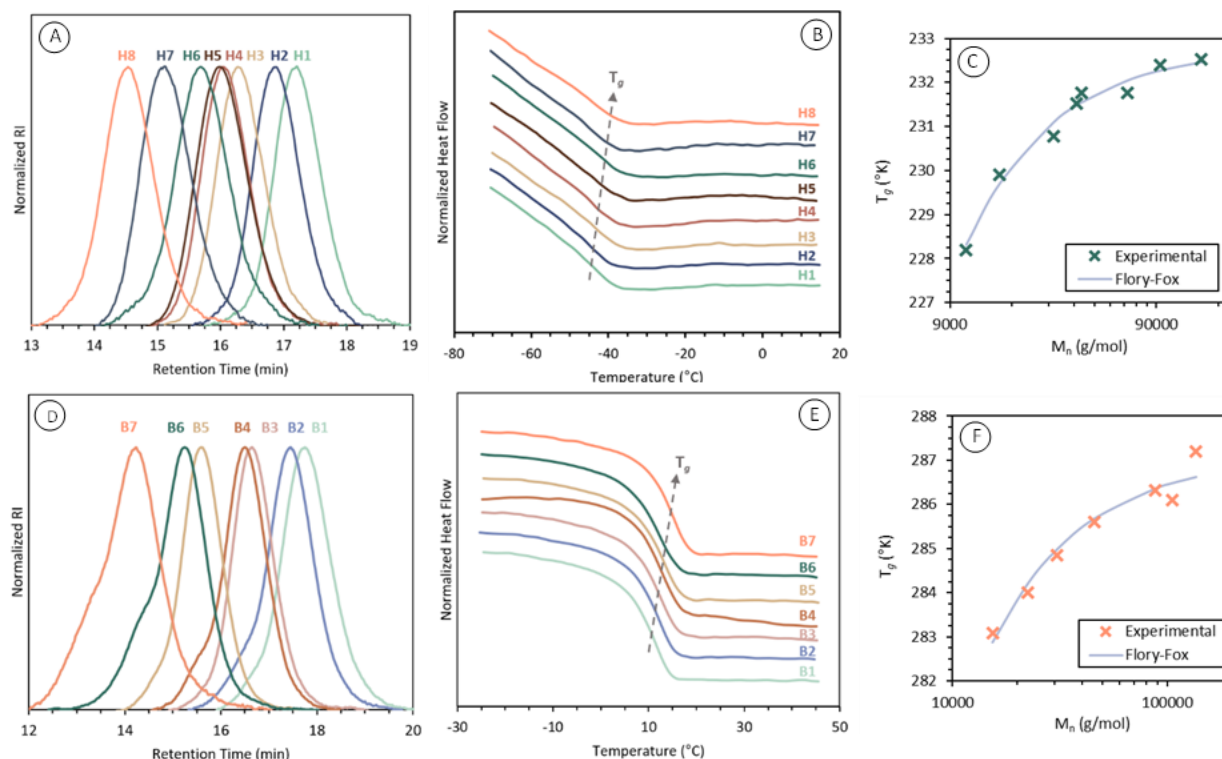 A
H8 H7 H6 H5 H4 H3 H2 H1
Normalized RI
13 14 15 16 17 18 19
Retention Time (min)
B
Tg
H8
H7
H6
H5
H4
H3
H2
H1
Normalized Heat Flow
-80 -60 -40 -20 0 20
Temperature (°C)
C
233
232
231
230
229
228
227
Tg (°K)
Experimental
Flory-Fox
9000 90000
Mn (g/mol)
D
B7 B6 B5 B4 B3 B2 B1
Normalized RI
12 14 16 18 20
Retention Time (min)
E
Tg
B7
B6
B5
B4
B3
B2
B1
Normalized Heat Flow
-30 -10 10 30 50
Temperature (°C)
F
288
287
286
285
284
283
282
Tg (°K)
Experimental
Flory-Fox
10000 100000
Mn (g/mol)